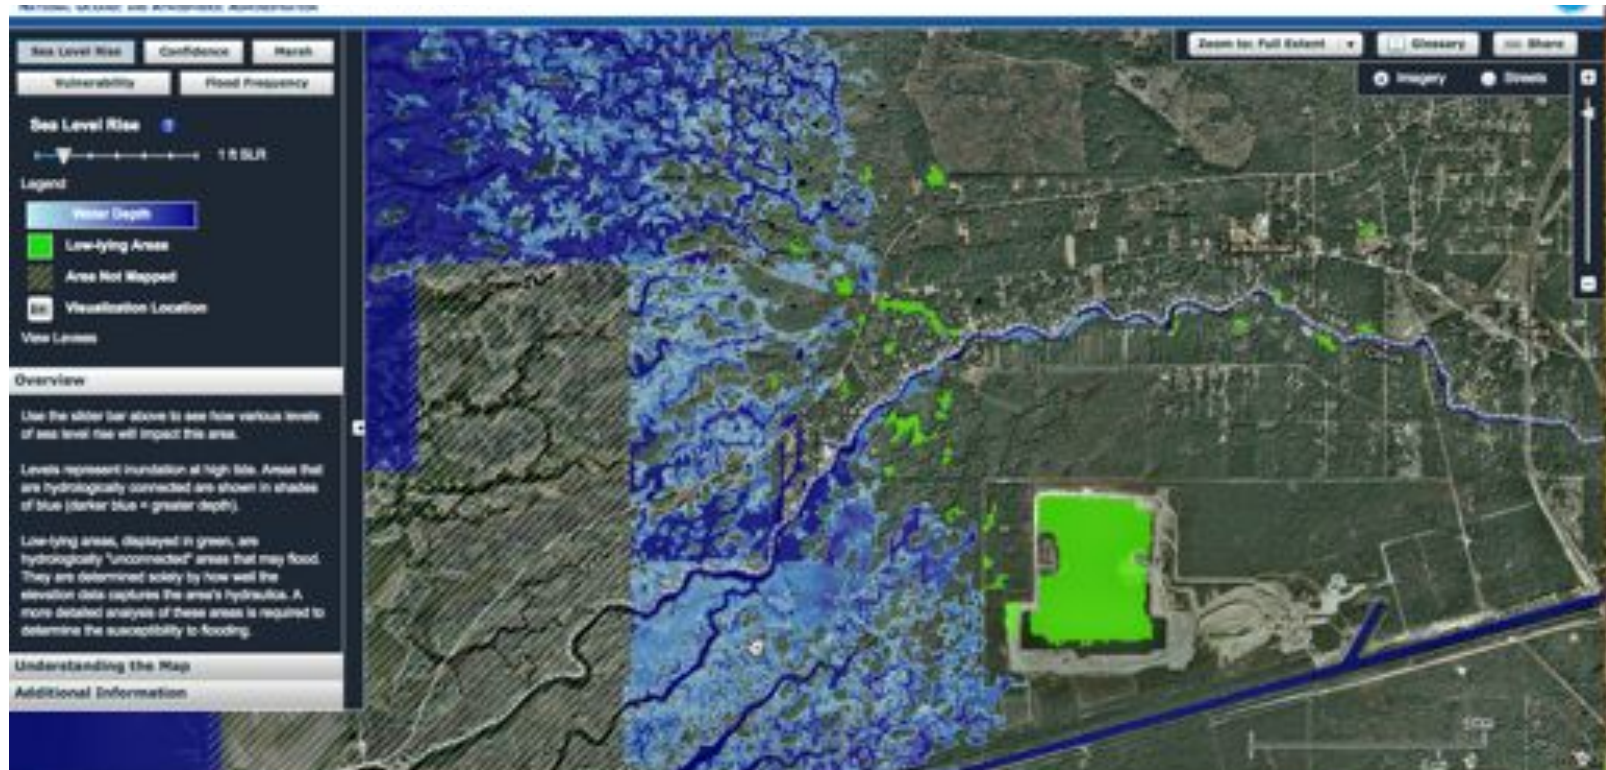 NATIONAL OCEANIC AND ATMOSPHERIC ADMINISTRATION
Sea Level Rise
Confidence
Marsh
Vulnerability
Flood Frequency
Zoom to: Full Extent
Glossary
Share
Imagery
Streets
Sea Level Rise
1 ft SLR
Legend
Water Depth
Low-lying Areas
Area Not Mapped
Visualization Location
View Levees
Overview
Use the slider bar above to see how various levels
of sea level rise will impact this area.
Levels represent inundation at high tide. Areas that
are hydrologically connected are shown in shades
of blue (darker blue = greater depth).
Low-lying areas, displayed in green, are
hydrologically "unconnected" areas that may flood.
They are determined solely by how well the
elevation data captures the area's hydraulics. A
more detailed analysis of these areas is required to
determine the susceptibility to flooding.
Understanding the Map
Additional Information